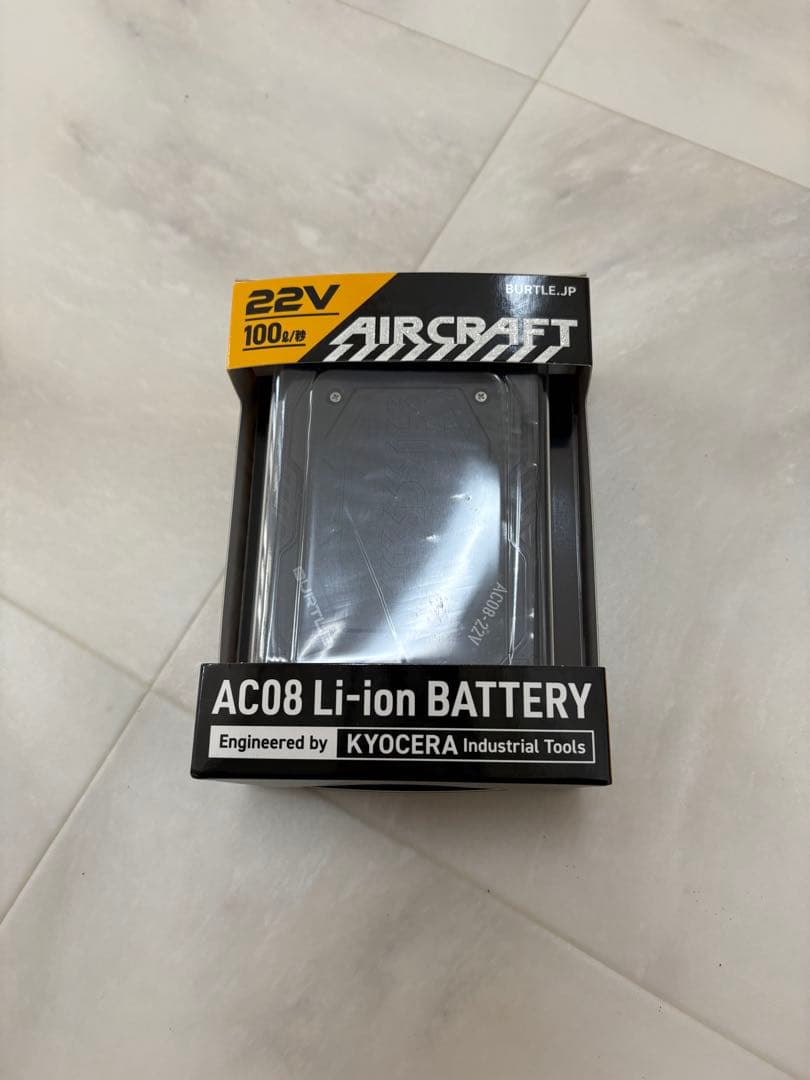 22V
100ℓ/秒
BURTLE.JP
AIRCRAFT
BURTLE
AC08-22V
AC08 Li-ion BATTERY
Engineered by KYOCERA Industrial Tools